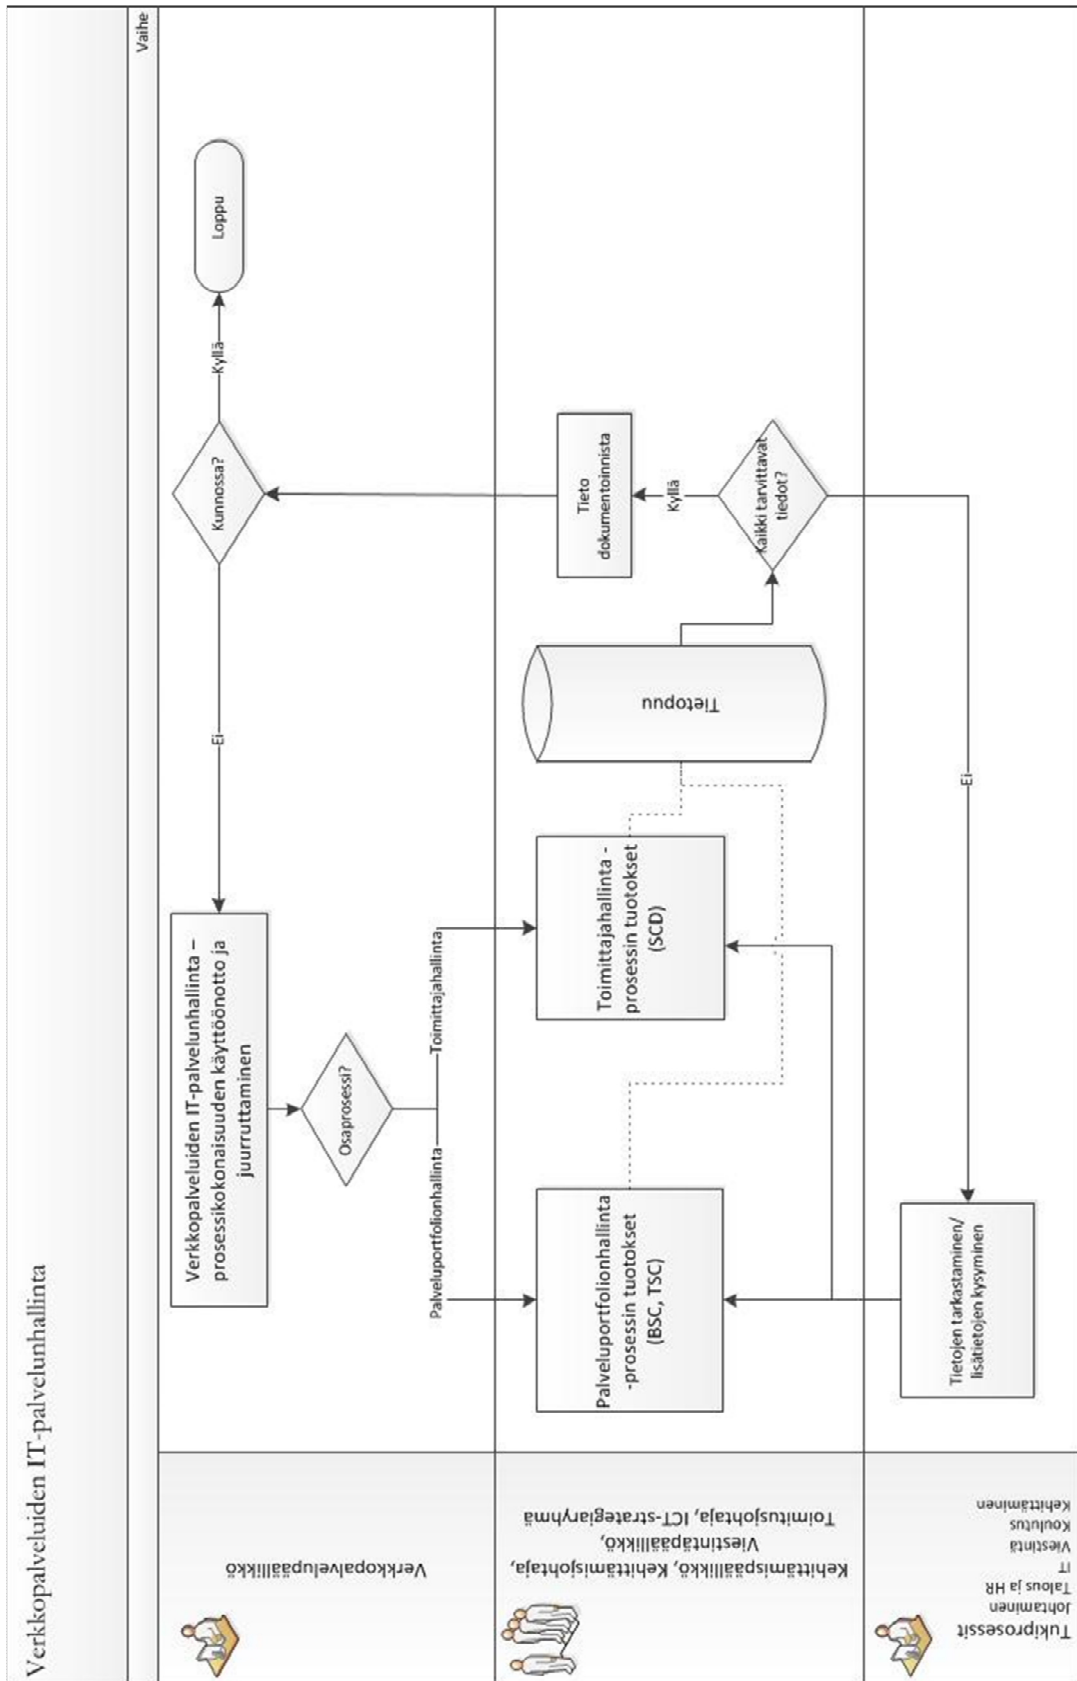 Verkkopalveluiden IT-palvelunhallinta
Vaihe
Verkkopalvelupäällikkö
Verkkopalveluiden IT-palvelunhallinta –
prosessikokonaisuuden käyttöönotto ja
juurruttaminen
Osaprosessi?
Palveluportfolionhallinta
Toimittajahallinta
Ei
Kunnossa?
Kyllä
Loppu
Kehittämispäällikkö, Kehittämisjohtaja,
Viestintäpäällikkö,
Toimitusjohtaja, ICT-strategiaryhmä
Palveluportfolionhallinta
-prosessin tuotokset
(BSC, TSC)
Toimittajahallinta -
prosessin tuotokset
(SCD)
Tietopuu
Tieto
dokumentoinnista
Kyllä
Kaikki tarvittavat
tiedot?
Ei
Tukiprosessit
Johtaminen
Talous ja HR
IT
Viestintä
Koulutus
Kehittäminen
Tietojen tarkastaminen/
lisätietojen kysyminen